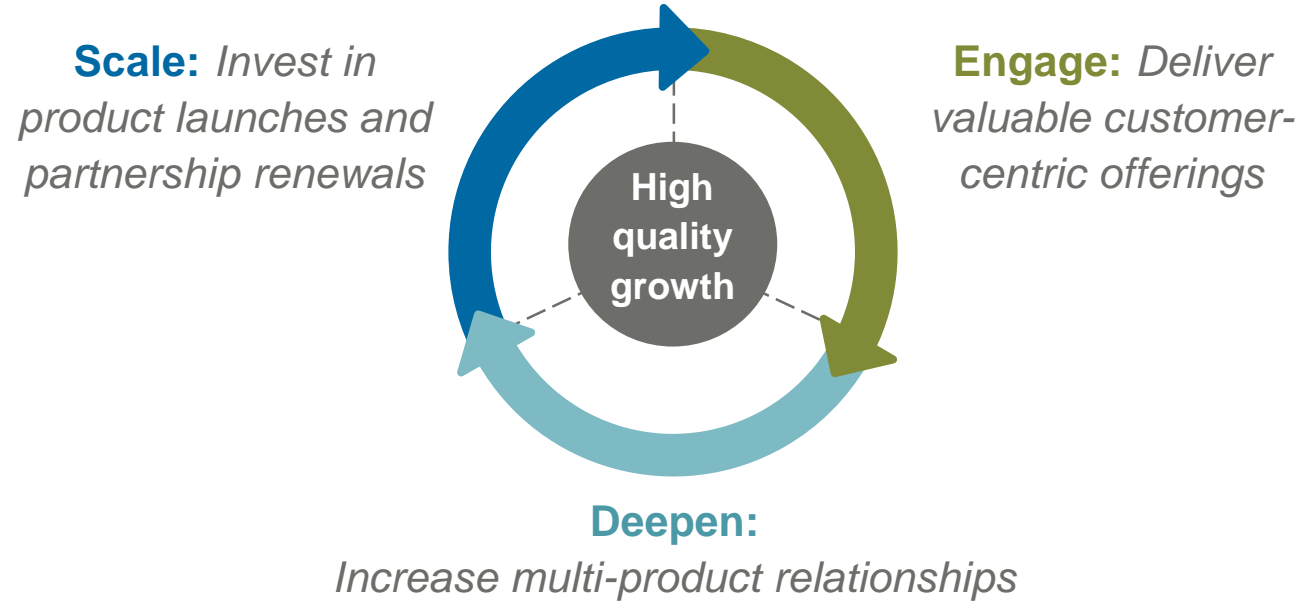 Scale: Invest in
product launches and
partnership renewals
High
quality
growth
Engage: Deliver
valuable customer-
centric offerings
Deepen:
Increase multi-product relationships